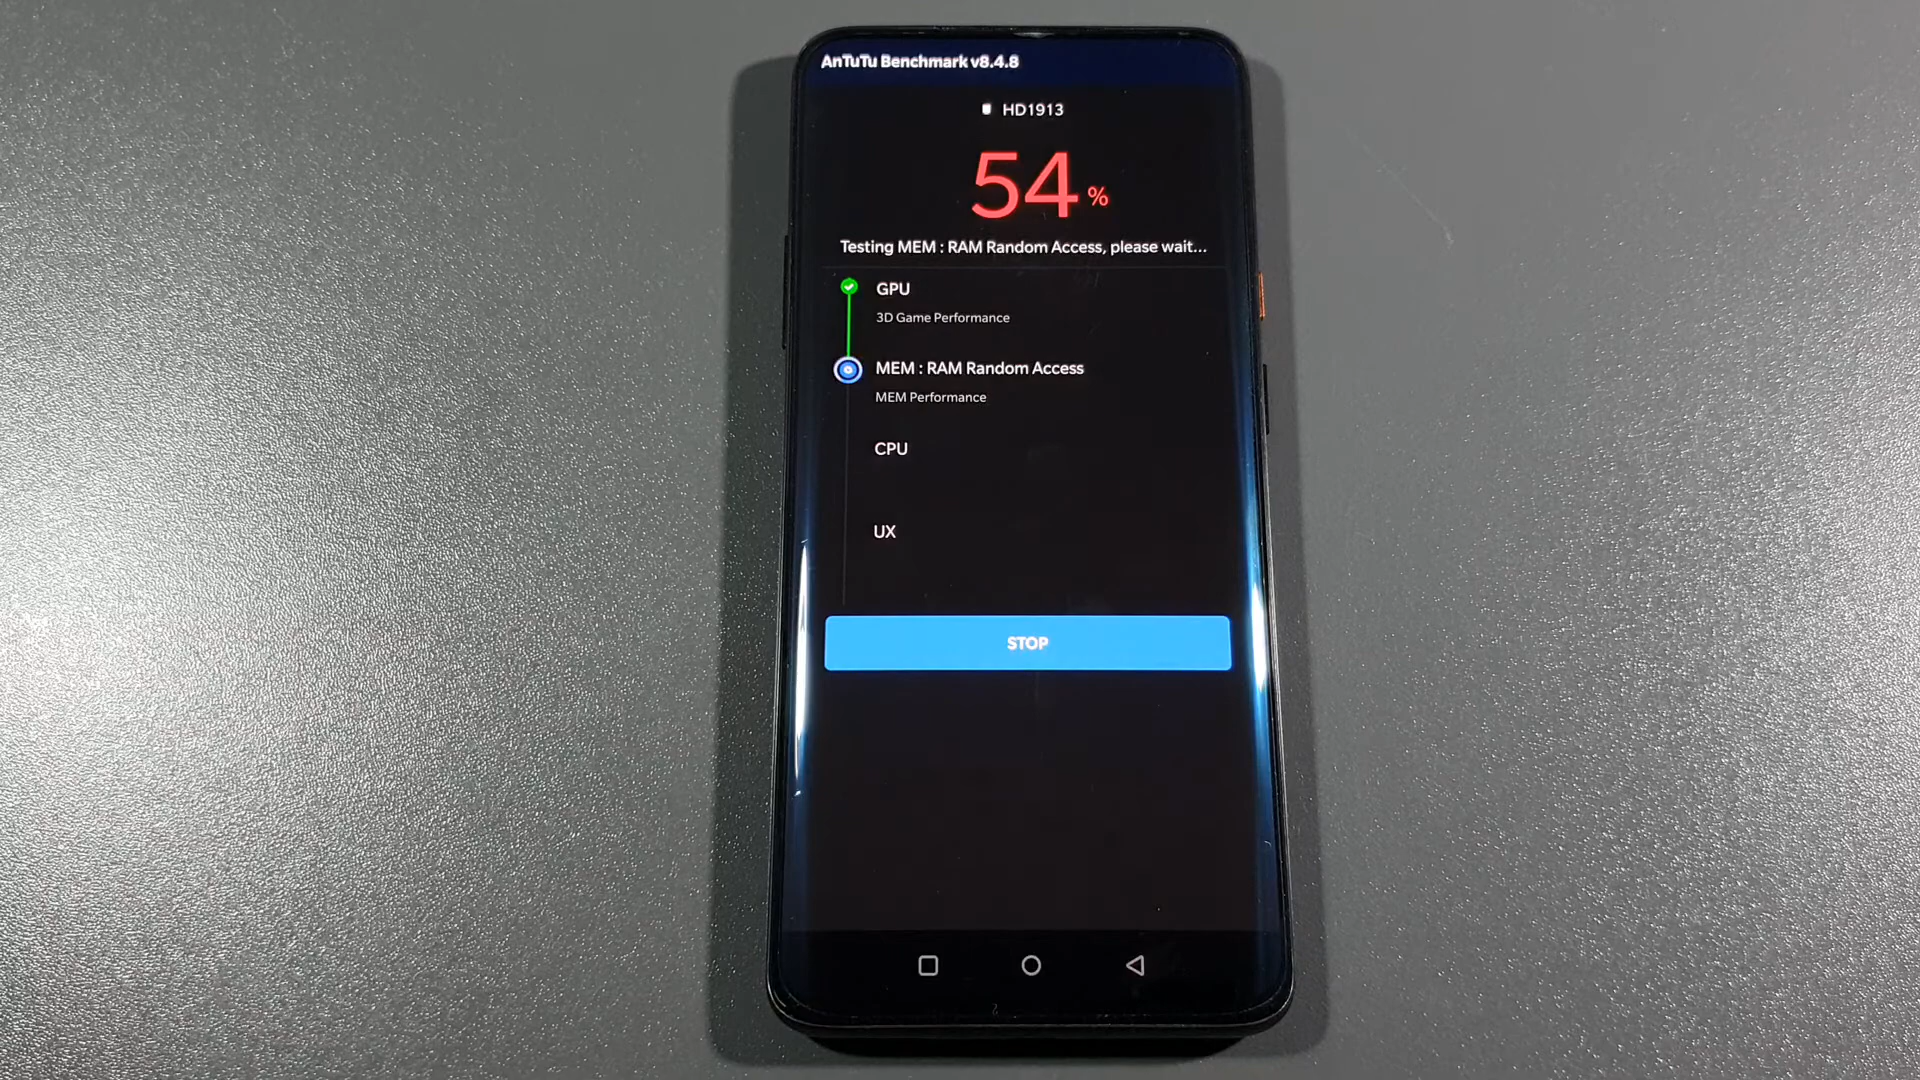 AnTuTu Benchmark v8.4.8
HD1913
54 %
Testing MEM : RAM Random Access, please wait...
GPU
3D Game Performance
MEM : RAM Random Access
MEM Performance
CPU
UX
STOP